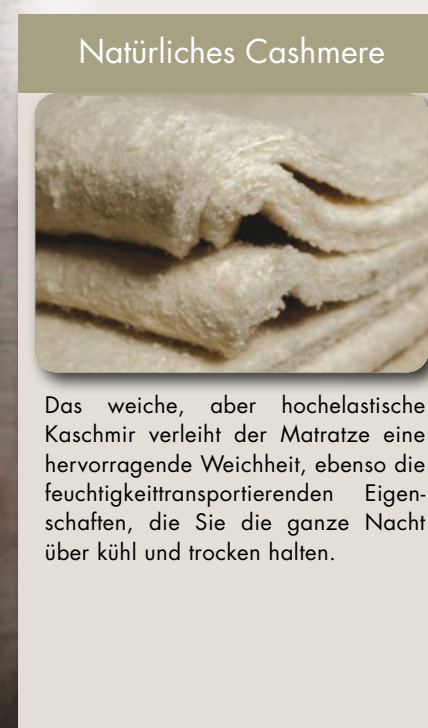 Natürliches Cashmere
Das weiche, aber hochelastische
Kaschmir verleiht der Matratze eine
hervorragende Weichheit, ebenso die
feuchtigkeittransportierenden Eigen-
schaften, die Sie die ganze Nacht
über kühl und trocken halten.